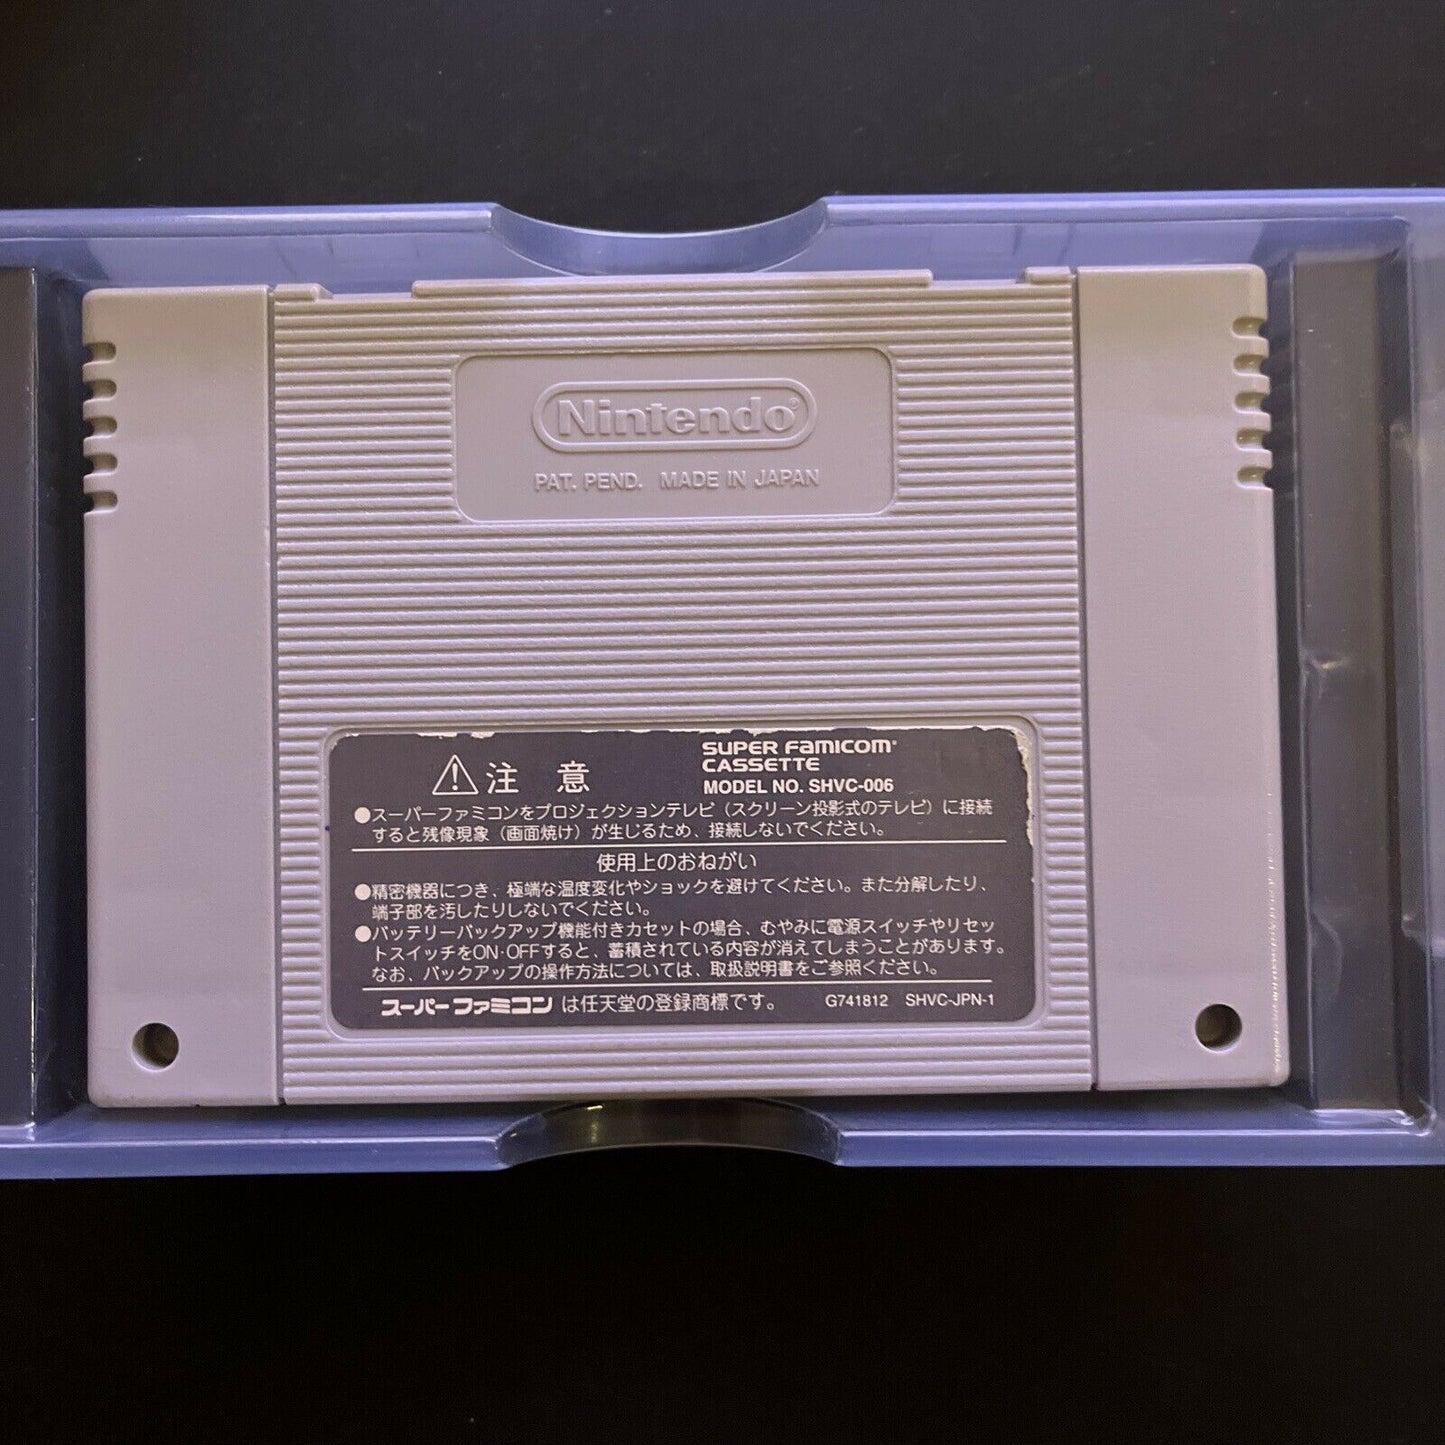 Nintendo®
PAT. PEND. MADE IN JAPAN
⚠注 意
SUPER FAMICOM®
CASSETTE
MODEL NO. SHVC-006
●スーパーファミコンをプロジェクションテレビ（スクリーン投影式のテレビ）に接続
すると残像現象（画面焼け）が生じるため、接続しないでください。
使用上のおねがい
●精密機器につき、極端な温度変化やショックを避けてください。また分解したり、
端子部を汚したりしないでください。
●バッテリーバックアップ機能付きカセットの場合、むやみに電源スイッチやリセッ
トスイッチをON·OFFすると、蓄積されている内容が消えてしまうことがあります。
なお、バックアップの操作方法については、取扱説明書をご参照ください。
スーパーファミコン は任天堂の登録商標です。 G741812 SHVC-JPN-1